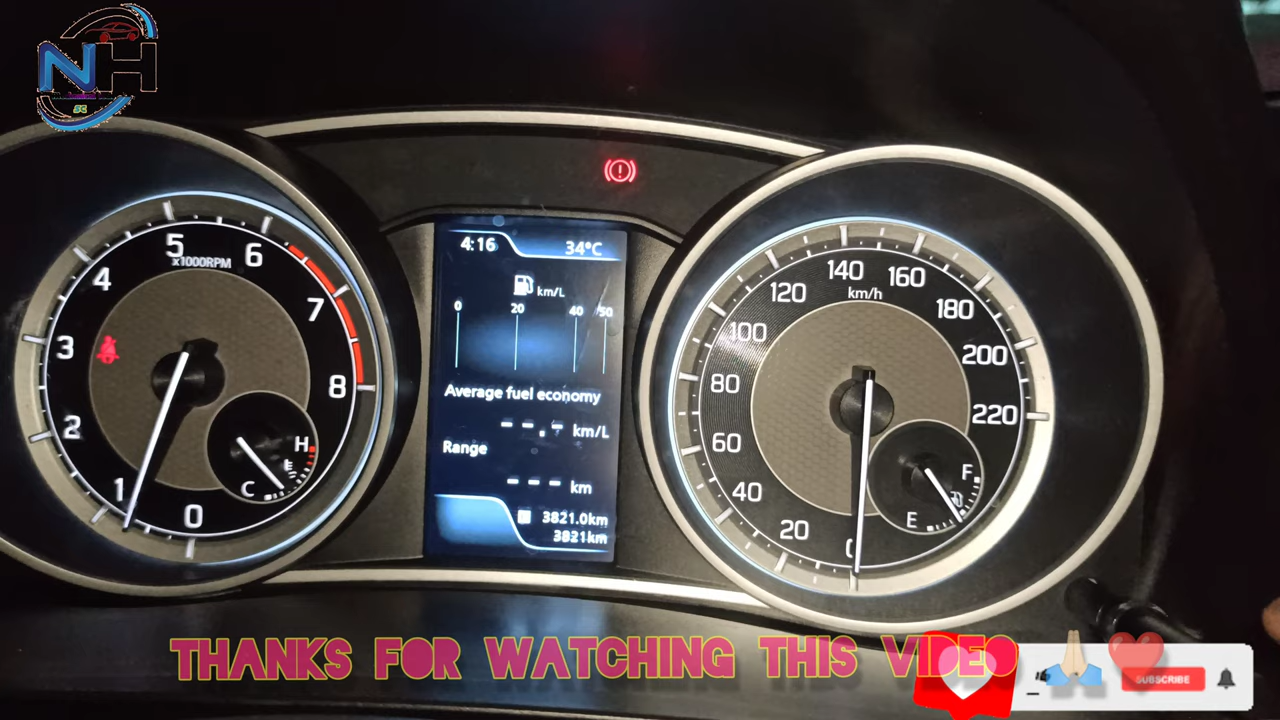 NH
5
x1000RPM
6
4
7
3
8
2
H
E
C
1
0
4:16 34°C
km/L
0 20 40 50
Average fuel economy
--.- km/L
Range
--- km
3821.0km
3821km
140
160
120
km/h
180
100
200
80
220
60
F
40
E
20
0
THANKS FOR WATCHING THIS VIDEO
SUBSCRIBE